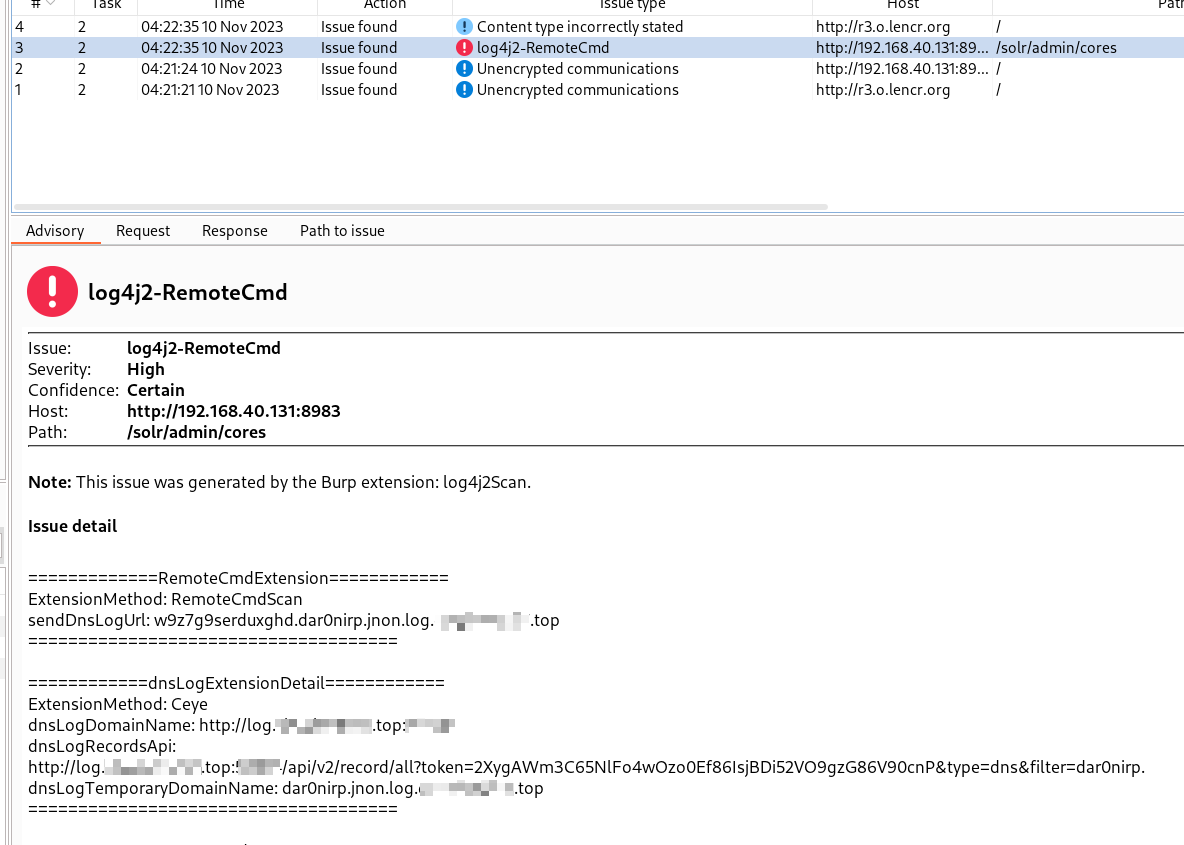 # Task Time Action Issue type Host Path
4 2 04:22:35 10 Nov 2023 Issue found Content type incorrectly stated http://r3.o.lencr.org /
3 2 04:22:35 10 Nov 2023 Issue found log4j2-RemoteCmd http://192.168.40.131:89... /solr/admin/cores
2 2 04:21:24 10 Nov 2023 Issue found Unencrypted communications http://192.168.40.131:89... /
1 2 04:21:21 10 Nov 2023 Issue found Unencrypted communications http://r3.o.lencr.org /
Advisory Request Response Path to issue
log4j2-RemoteCmd
Issue: log4j2-RemoteCmd
Severity: High
Confidence: Certain
Host: http://192.168.40.131:8983
Path: /solr/admin/cores
Note: This issue was generated by the Burp extension: log4j2Scan.
Issue detail
=============RemoteCmdExtension============
ExtensionMethod: RemoteCmdScan
sendDnsLogUrl: w9z7g9serduxghd.dar0nirp.jnon.log. .top
=====================================
============dnsLogExtensionDetail============
ExtensionMethod: Ceye
dnsLogDomainName: http://log. .top:
dnsLogRecordsApi:
http://log. .top: /api/v2/record/all?token=2XygAWm3C65NlFo4wOzo0Ef86IsjBDi52VO9gzG86V90cnP&type=dns&filter=dar0nirp.
dnsLogTemporaryDomainName: dar0nirp.jnon.log. .top
=====================================